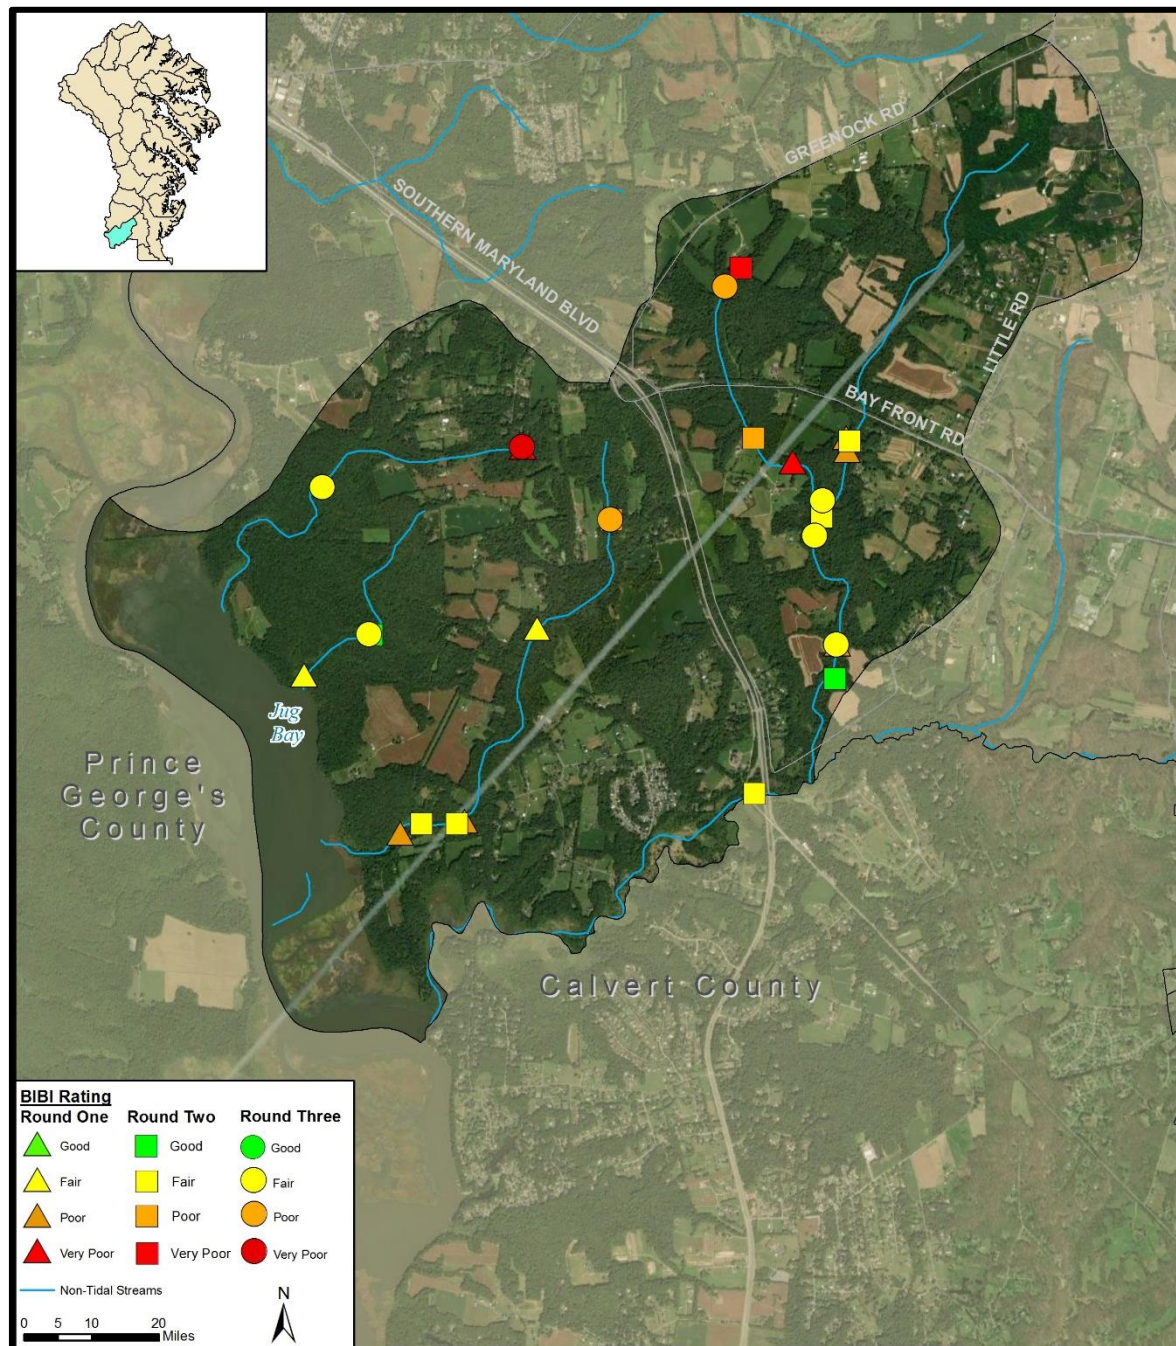 GREENOCK RD
SOUTHERN MARYLAND BLVD
LITTLE RD
BAY FRONT RD
Jug
Bay
Prince
George's
County
Calvert County
BIBI Rating
Round One Round Two Round Three
Good Good Good
Fair Fair Fair
Poor Poor Poor
Very Poor Very Poor Very Poor
Non-Tidal Streams
N
0 5 10 20
Miles